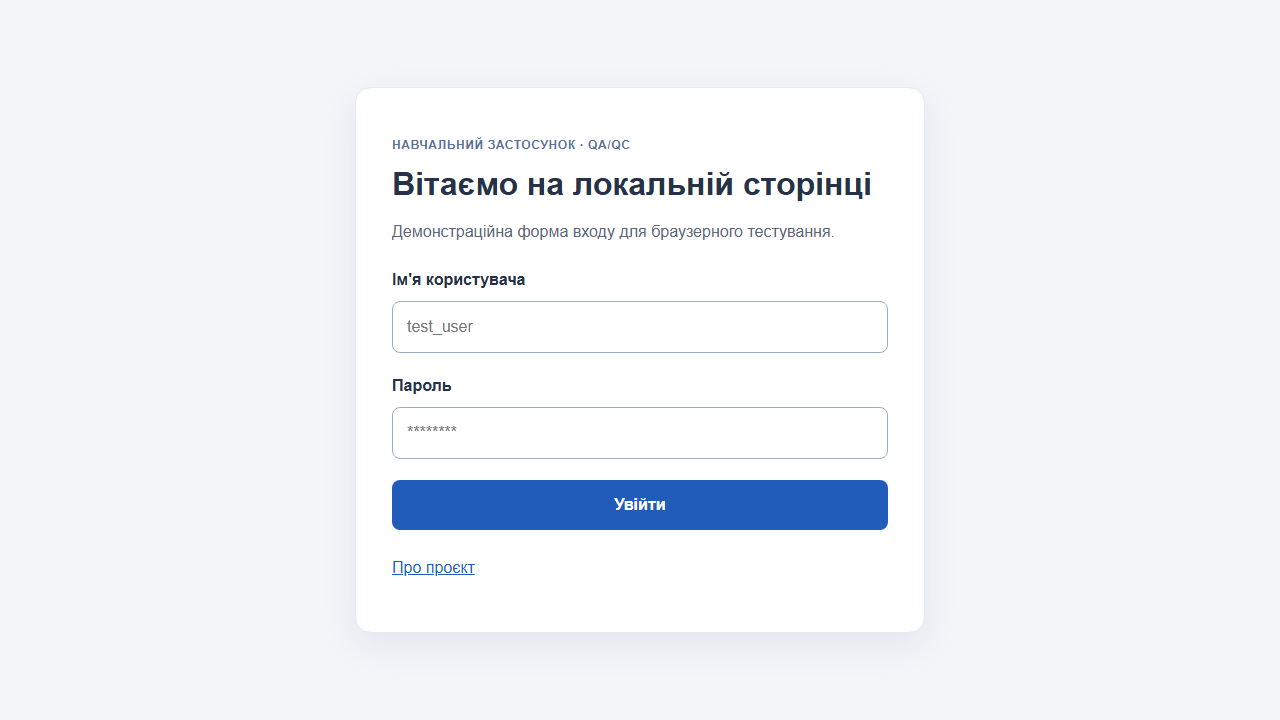 НАВЧАЛЬНИЙ ЗАСТОСУНОК · QA/QC
Вітаємо на локальній сторінці
Демонстраційна форма входу для браузерного тестування.
Ім'я користувача
test_user
Пароль
********
Увійти
Про проєкт